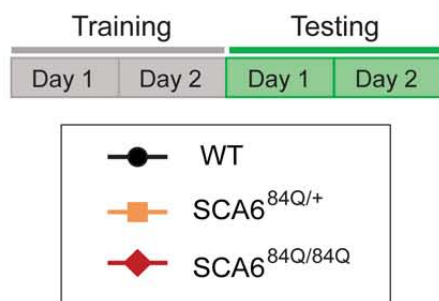 Training Testing
Day 1 Day 2 Day 1 Day 2
WT
SCA6^84Q/+
SCA6^84Q/84Q